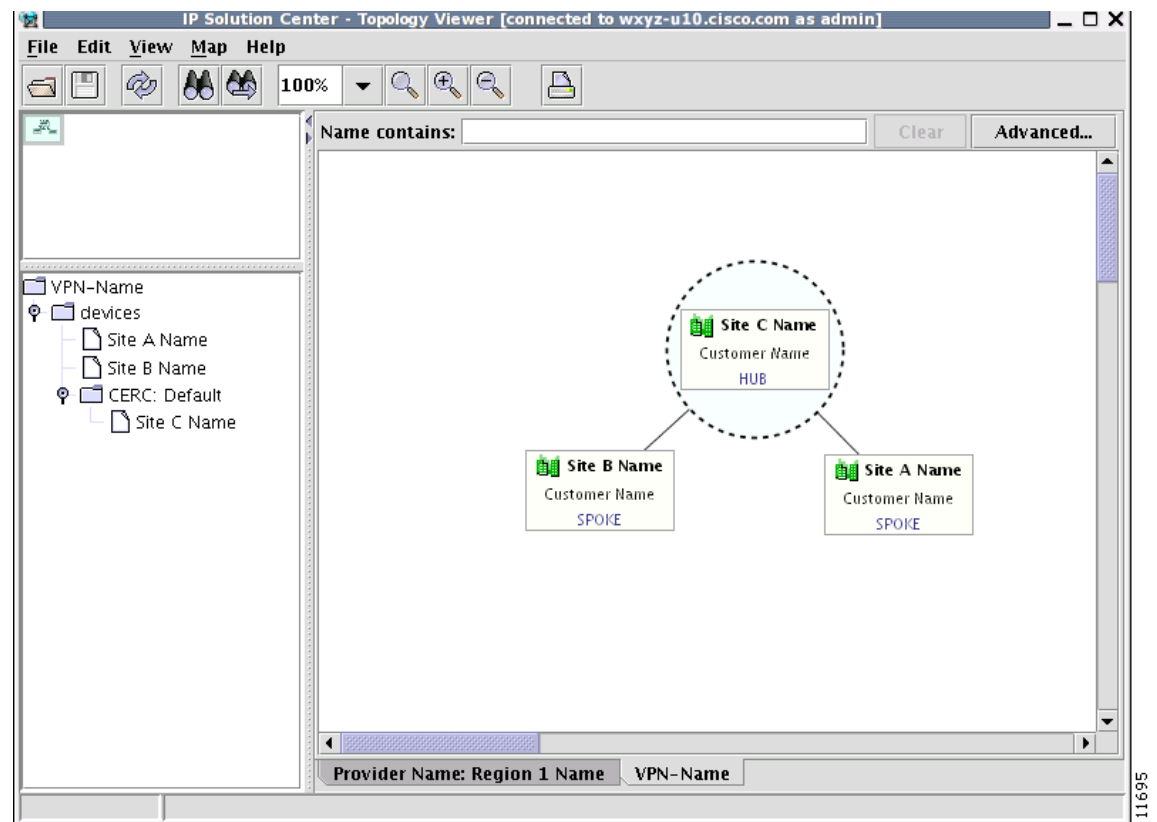 IP Solution Center - Topology Viewer [connected to wxyz-u10.cisco.com as admin]
File Edit View Map Help
100%
Name contains: Clear Advanced...
VPN-Name
devices
Site A Name
Site B Name
CERC: Default
Site C Name
Site C Name
Customer Name
HUB
Site B Name
Customer Name
SPOKE
Site A Name
Customer Name
SPOKE
Provider Name: Region 1 Name VPN-Name
11695